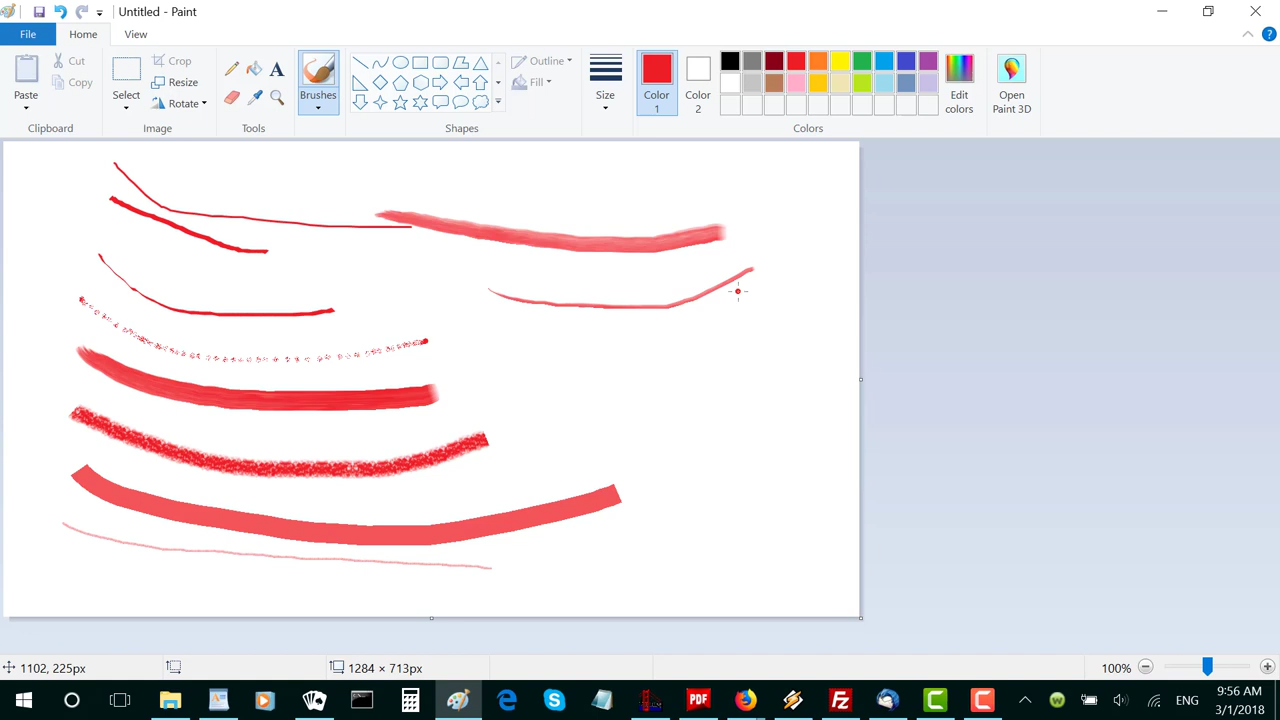 Untitled - Paint
File Home View
Paste
Cut
Copy
Clipboard
Select
Crop
Resize
Rotate
Image
A
Tools
Brushes
Outline
Fill
Shapes
Size
Color 1
Color 2
Edit colors
Colors
Open Paint 3D
1102, 225px
1284 × 713px
100%
PDF
Fz
ENG
9:56 AM
3/1/2018